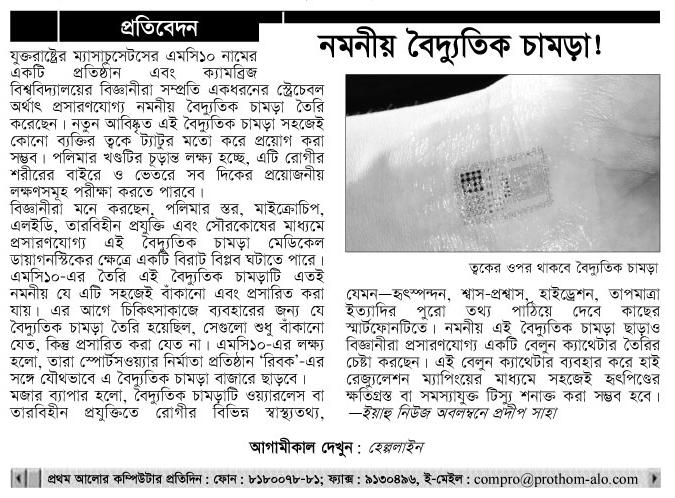 প্রতিবেদন
নমনীয় বৈদ্যুতিক চামড়া!
যুক্তরাষ্ট্রের ম্যাসাচুসেটসের এমসি১০ নামের
একটি প্রতিষ্ঠান এবং ক্যামব্রিজ
বিশ্ববিদ্যালয়ের বিজ্ঞানীরা সম্প্রতি একধরনের স্ট্রেচেবল
অর্থাৎ প্রসারণযোগ্য নমনীয় বৈদ্যুতিক চামড়া তৈরি
করেছেন। নতুন আবিষ্কৃত এই বৈদ্যুতিক চামড়া সহজেই
কোনো ব্যক্তির ত্বকে ট্যাটুর মতো করে প্রয়োগ করা
সম্ভব। পলিমার খণ্ডটির চূড়ান্ত লক্ষ্য হচ্ছে, এটি রোগীর
শরীরের বাইরে ও ভেতরে সব দিকের প্রয়োজনীয়
লক্ষণসমূহ পরীক্ষা করতে পারবে।
বিজ্ঞানীরা মনে করছেন, পলিমার স্তর, মাইক্রোচিপ,
এলইডি, তারবিহীন প্রযুক্তি এবং সৌরকোষের মাধ্যমে
প্রসারণযোগ্য এই বৈদ্যুতিক চামড়া মেডিকেল
ডায়াগনস্টিকের ক্ষেত্রে একটি বিরাট বিপ্লব ঘটাতে পারে।
এমসি১০-এর তৈরি এই বৈদ্যুতিক চামড়াটি এতই
নমনীয় যে এটি সহজেই বাঁকানো এবং প্রসারিত করা
যায়। এর আগে চিকিৎসাকাজে ব্যবহারের জন্য যে
বৈদ্যুতিক চামড়া তৈরি হয়েছিল, সেগুলো শুধু বাঁকানো
যেত, কিন্তু প্রসারিত করা যেত না। এমসি১০-এর লক্ষ্য
হলো, তারা স্পোর্টসওয়্যার নির্মাতা প্রতিষ্ঠান ‘রিবক’-এর
সঙ্গে যৌথভাবে এ বৈদ্যুতিক চামড়া বাজারে ছাড়বে।
মজার ব্যাপার হলো, বৈদ্যুতিক চামড়াটি ওয়্যারলেস বা
তারবিহীন প্রযুক্তিতে রোগীর বিভিন্ন স্বাস্থ্যতথ্য,
ত্বকের ওপর থাকবে বৈদ্যুতিক চামড়া
যেমন—হৃৎস্পন্দন, শ্বাস-প্রশ্বাস, হাইড্রেশন, তাপমাত্রা
ইত্যাদির পুরো তথ্য পাঠিয়ে দেবে কাছের
স্মার্টফোনটিতে। নমনীয় এই বৈদ্যুতিক চামড়া ছাড়াও
বিজ্ঞানীরা প্রসারণযোগ্য একটি বেলুন ক্যাথেটার তৈরির
চেষ্টা করছেন। এই বেলুন ক্যাথেটার ব্যবহার করে হাই
রেজ্যুলেশন ম্যাপিংয়ের মাধ্যমে সহজেই হৃৎপিণ্ডের
ক্ষতিগ্রস্ত বা সমস্যাযুক্ত টিস্যু শনাক্ত করা সম্ভব হবে।
—ইয়াহু নিউজ অবলম্বনে প্রদীপ সাহা
আগামীকাল দেখুন : হেল্পলাইন
প্রথম আলোর কম্পিউটার প্রতিদিন : ফোন : ৮১৮০০৭৮-৮১; ফ্যাক্স : ৯১৩০৪৯৬, ই-মেইল : compro@prothom-alo.com